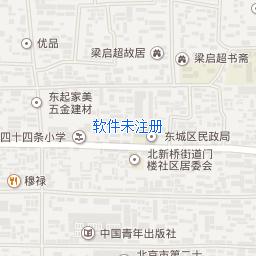 优品
梁启超故居
梁启超书斋
东起家美
五金建材
软件未注册
四十四条小学
东城区民政局
北新桥街道门
楼社区居委会
穆禄
中国青年出版社
北京市第二十